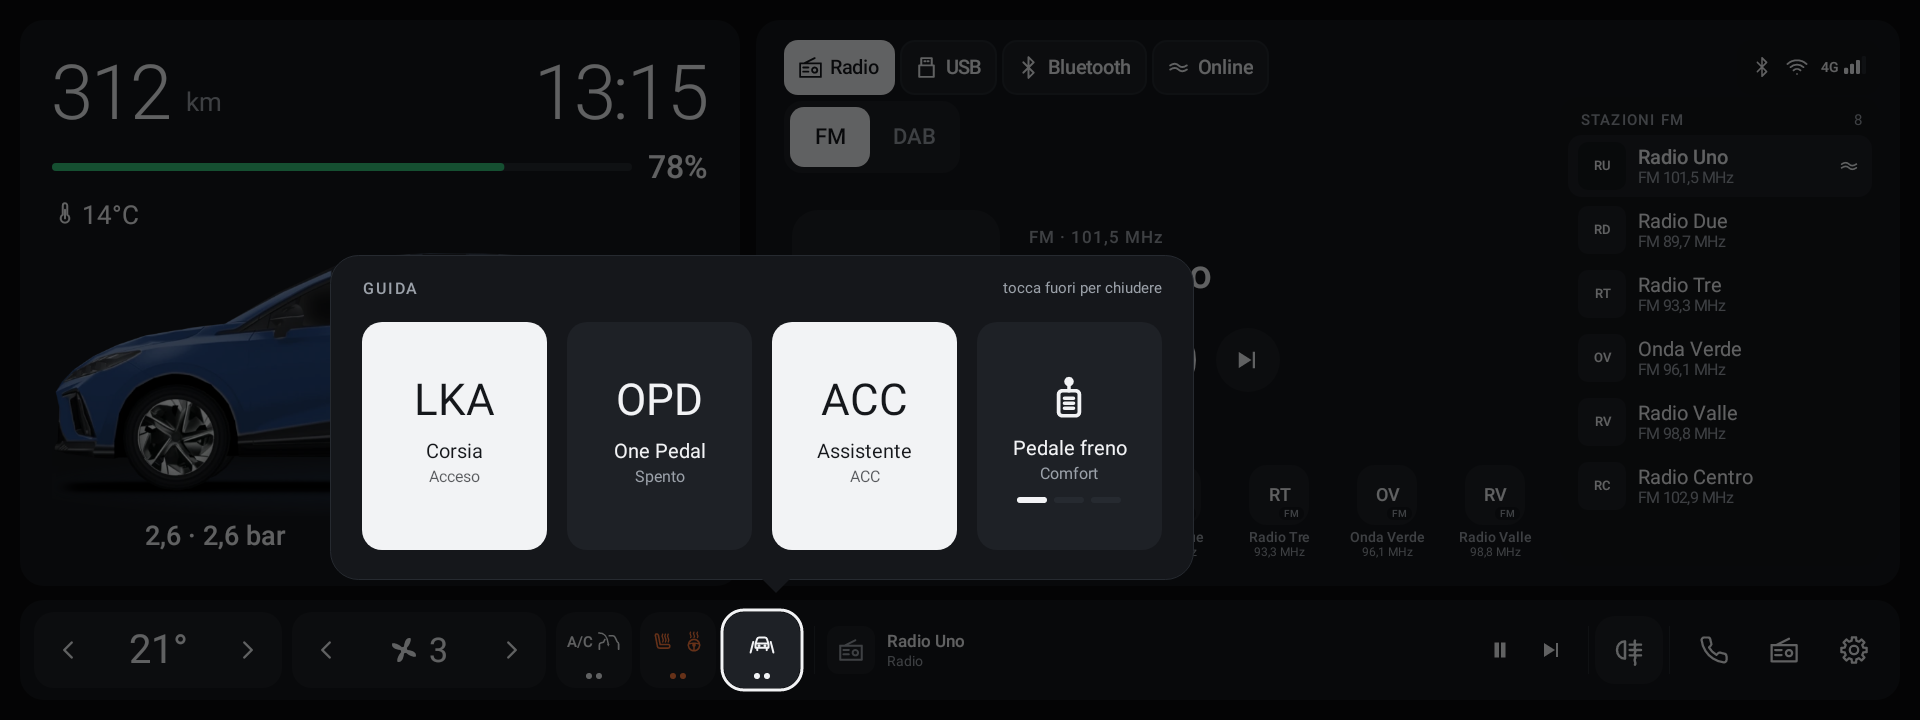 312 km
13:15
78%
14°C
2,6 · 2,6 bar
Radio
USB
Bluetooth
Online
4G
FM
DAB
FM · 101,5 MHz
o
STAZIONI FM
8
RU
Radio Uno
FM 101,5 MHz
RD
Radio Due
FM 89,7 MHz
RT
Radio Tre
FM 93,3 MHz
OV
Onda Verde
FM 96,1 MHz
RV
Radio Valle
FM 98,8 MHz
RC
Radio Centro
FM 102,9 MHz
GUIDA
tocca fuori per chiudere
LKA
Corsia
Acceso
OPD
One Pedal
Spento
ACC
Assistente
ACC
Pedale freno
Comfort
RT
FM
Radio Tre
93,3 MHz
OV
FM
Onda Verde
96,1 MHz
RV
FM
Radio Valle
98,8 MHz
21°
3
A/C
Radio Uno
Radio